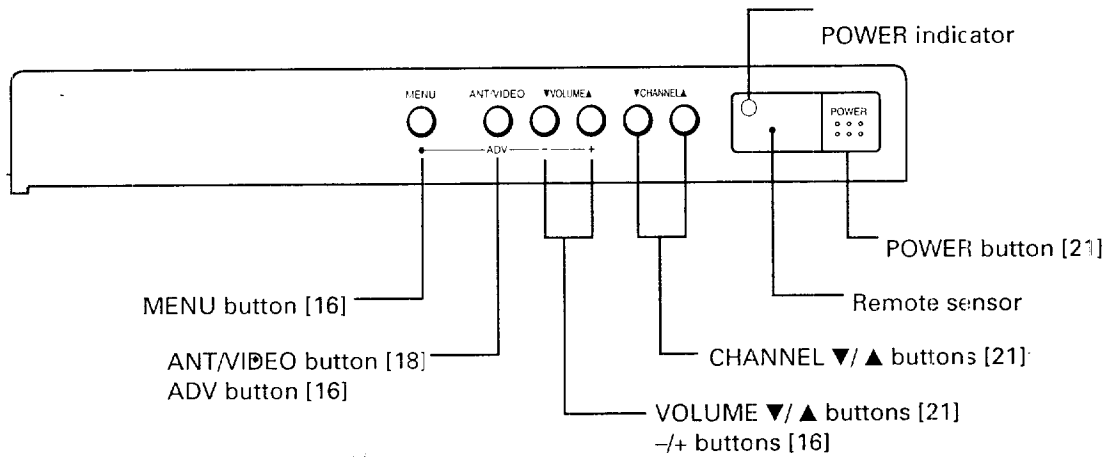 POWER indicator
MENU ANT/VIDEO ▼VOLUME▲ ▼CHANNEL▲ POWER
ADV − +
POWER button [21]
MENU button [16]
Remote sensor
ANT/VIDEO button [18]
ADV button [16]
CHANNEL ▼/▲ buttons [21]
VOLUME ▼/▲ buttons [21]
–/+ buttons [16]